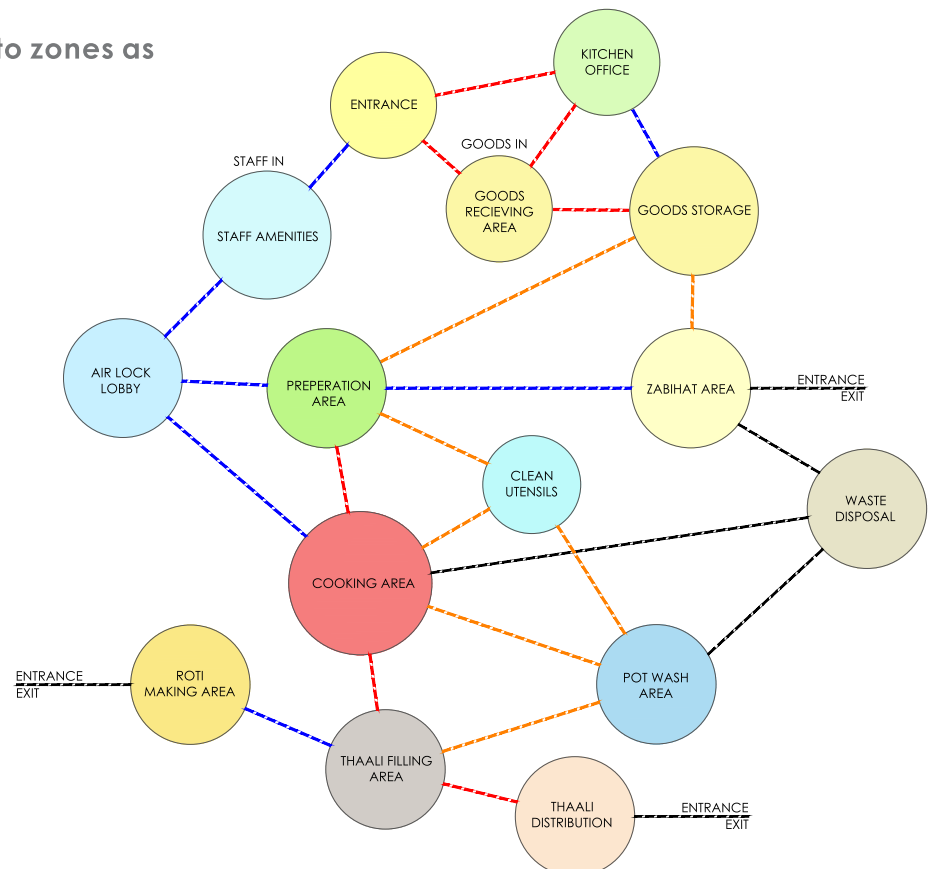 to zones as
KITCHEN
OFFICE
ENTRANCE
GOODS IN
STAFF IN
GOODS
RECIEVING
AREA
GOODS STORAGE
STAFF AMENITIES
AIR LOCK
LOBBY
PREPERATION
AREA
ZABIHAT AREA
ENTRANCE
EXIT
CLEAN
UTENSILS
WASTE
DISPOSAL
COOKING AREA
ROTI
MAKING AREA
ENTRANCE
EXIT
POT WASH
AREA
THAALI FILLING
AREA
THAALI
DISTRIBUTION
ENTRANCE
EXIT